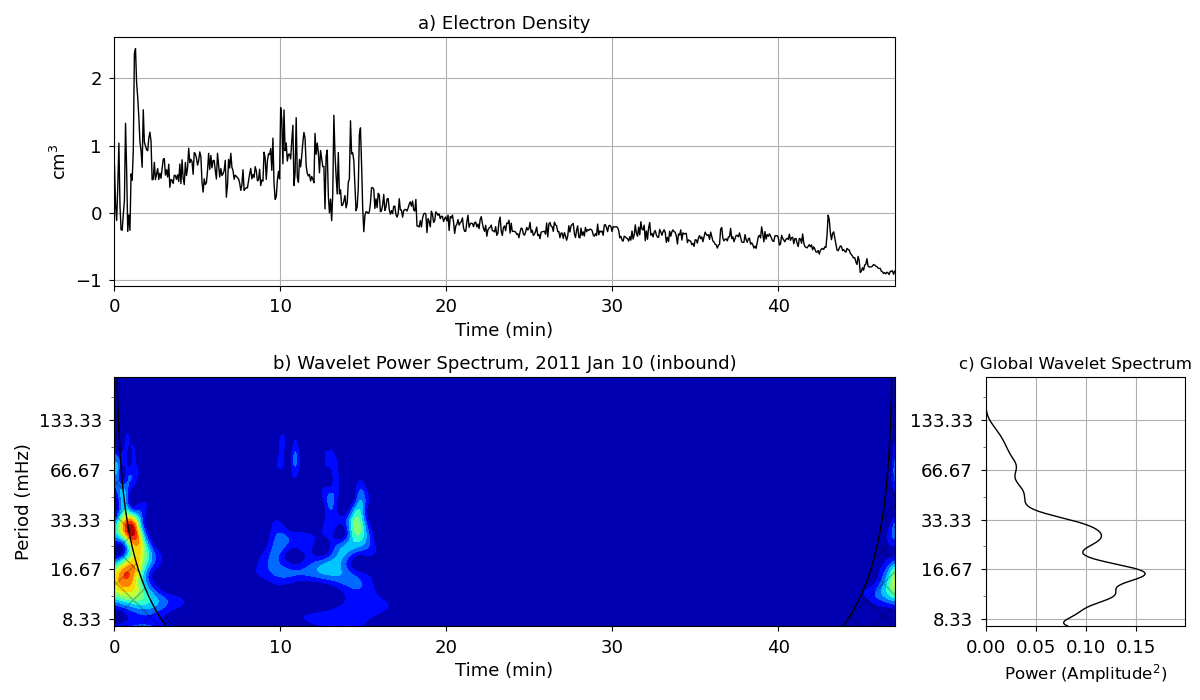 a) Electron Density
cm³
2
1
0
−1
0 10 20 30 40
Time (min)
b) Wavelet Power Spectrum, 2011 Jan 10 (inbound)
Period (mHz)
133.33
66.67
33.33
16.67
8.33
0 10 20 30 40
Time (min)
c) Global Wavelet Spectrum
133.33
66.67
33.33
16.67
8.33
0.00 0.05 0.10 0.15
Power (Amplitude²)